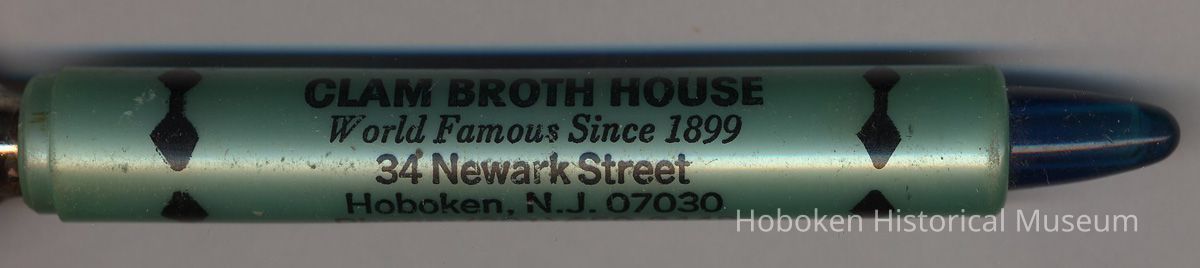 CLAM BROTH HOUSE
World Famous Since 1899
34 Newark Street
Hoboken, N.J. 07030
Hoboken Historical Museum